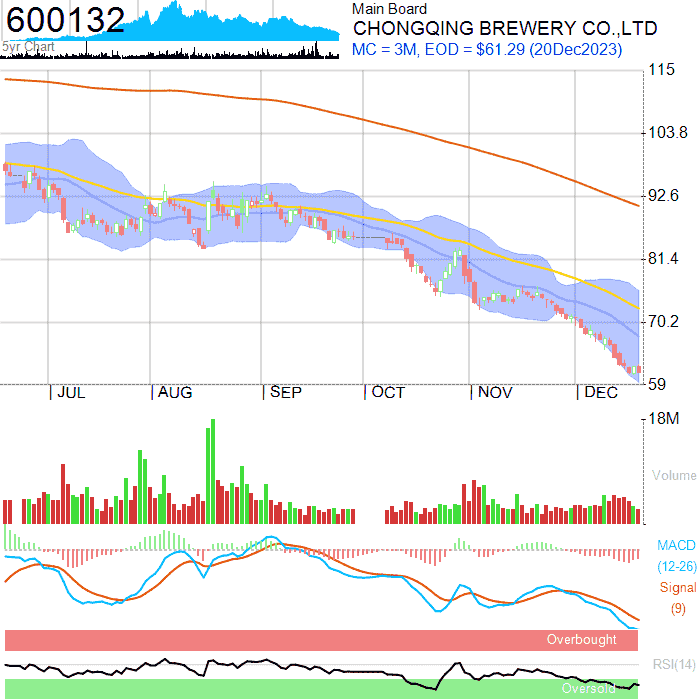 600132
5yr Chart
Main Board
CHONGQING BREWERY CO.,LTD
MC = 3M, EOD = $61.29 (20Dec2023)
115
103.8
92.6
81.4
70.2
59
JUL
AUG
SEP
OCT
NOV
DEC
18M
Volume
MACD
(12-26)
Signal
(9)
Overbought
RSI(14)
Oversold